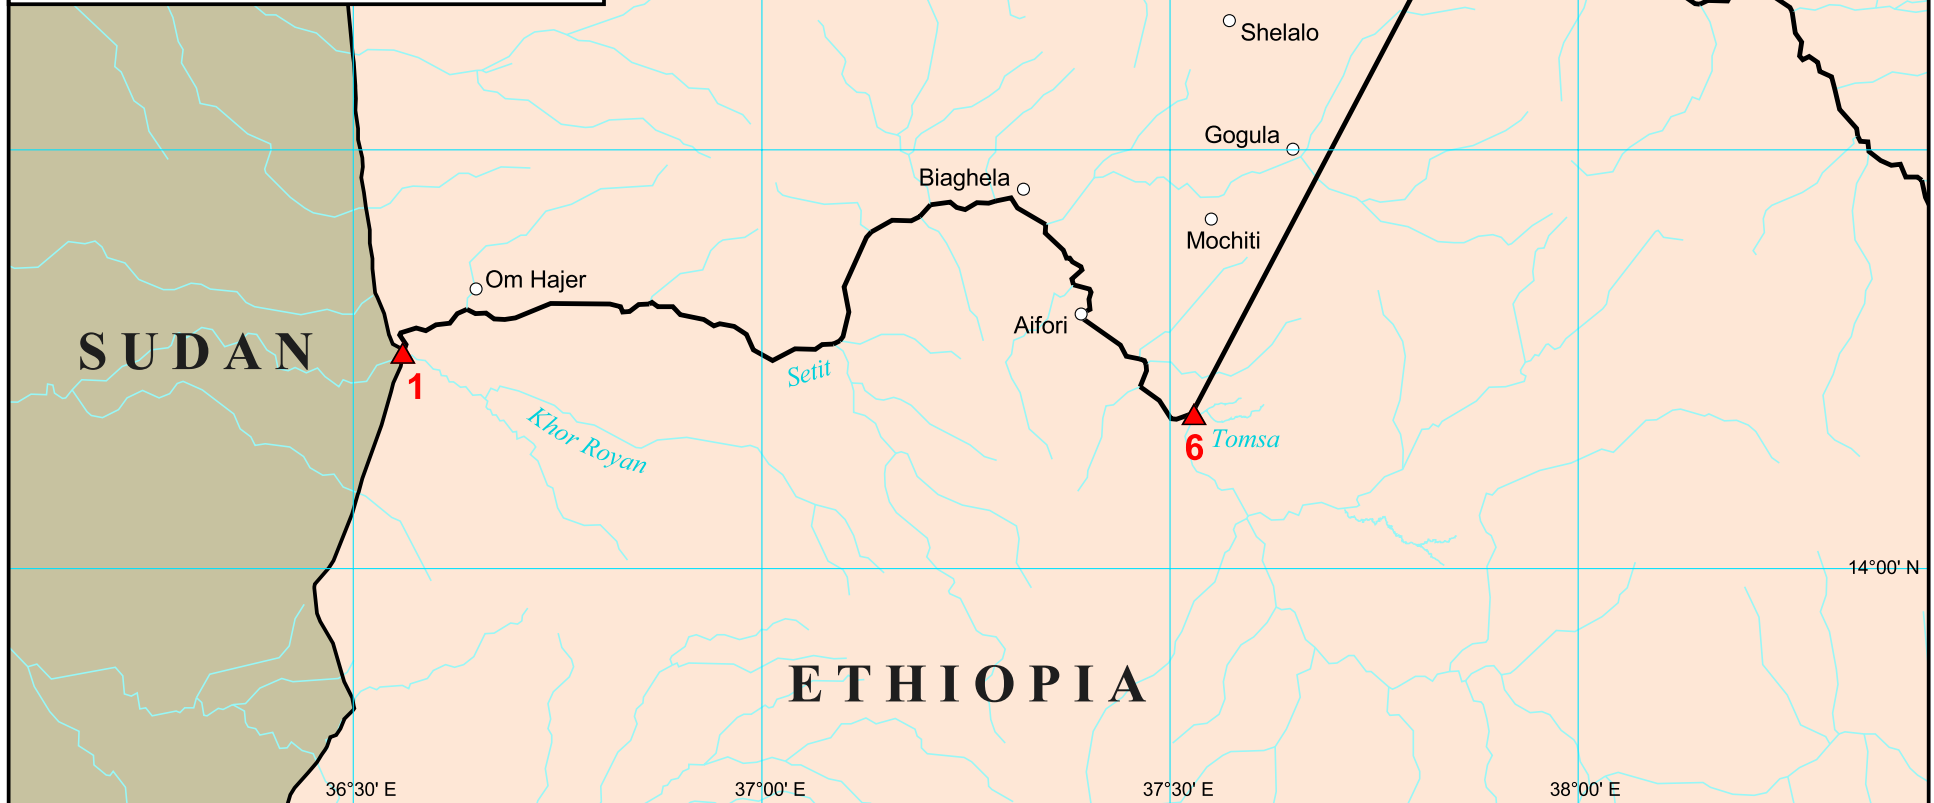 Shelalo
Gogula
Biaghela
Mochiti
Om Hajer
Aifori
SUDAN
1
Setit
Khor Royan
6
Tomsa
14°00' N
ETHIOPIA
36°30' E
37°00' E
37°30' E
38°00' E